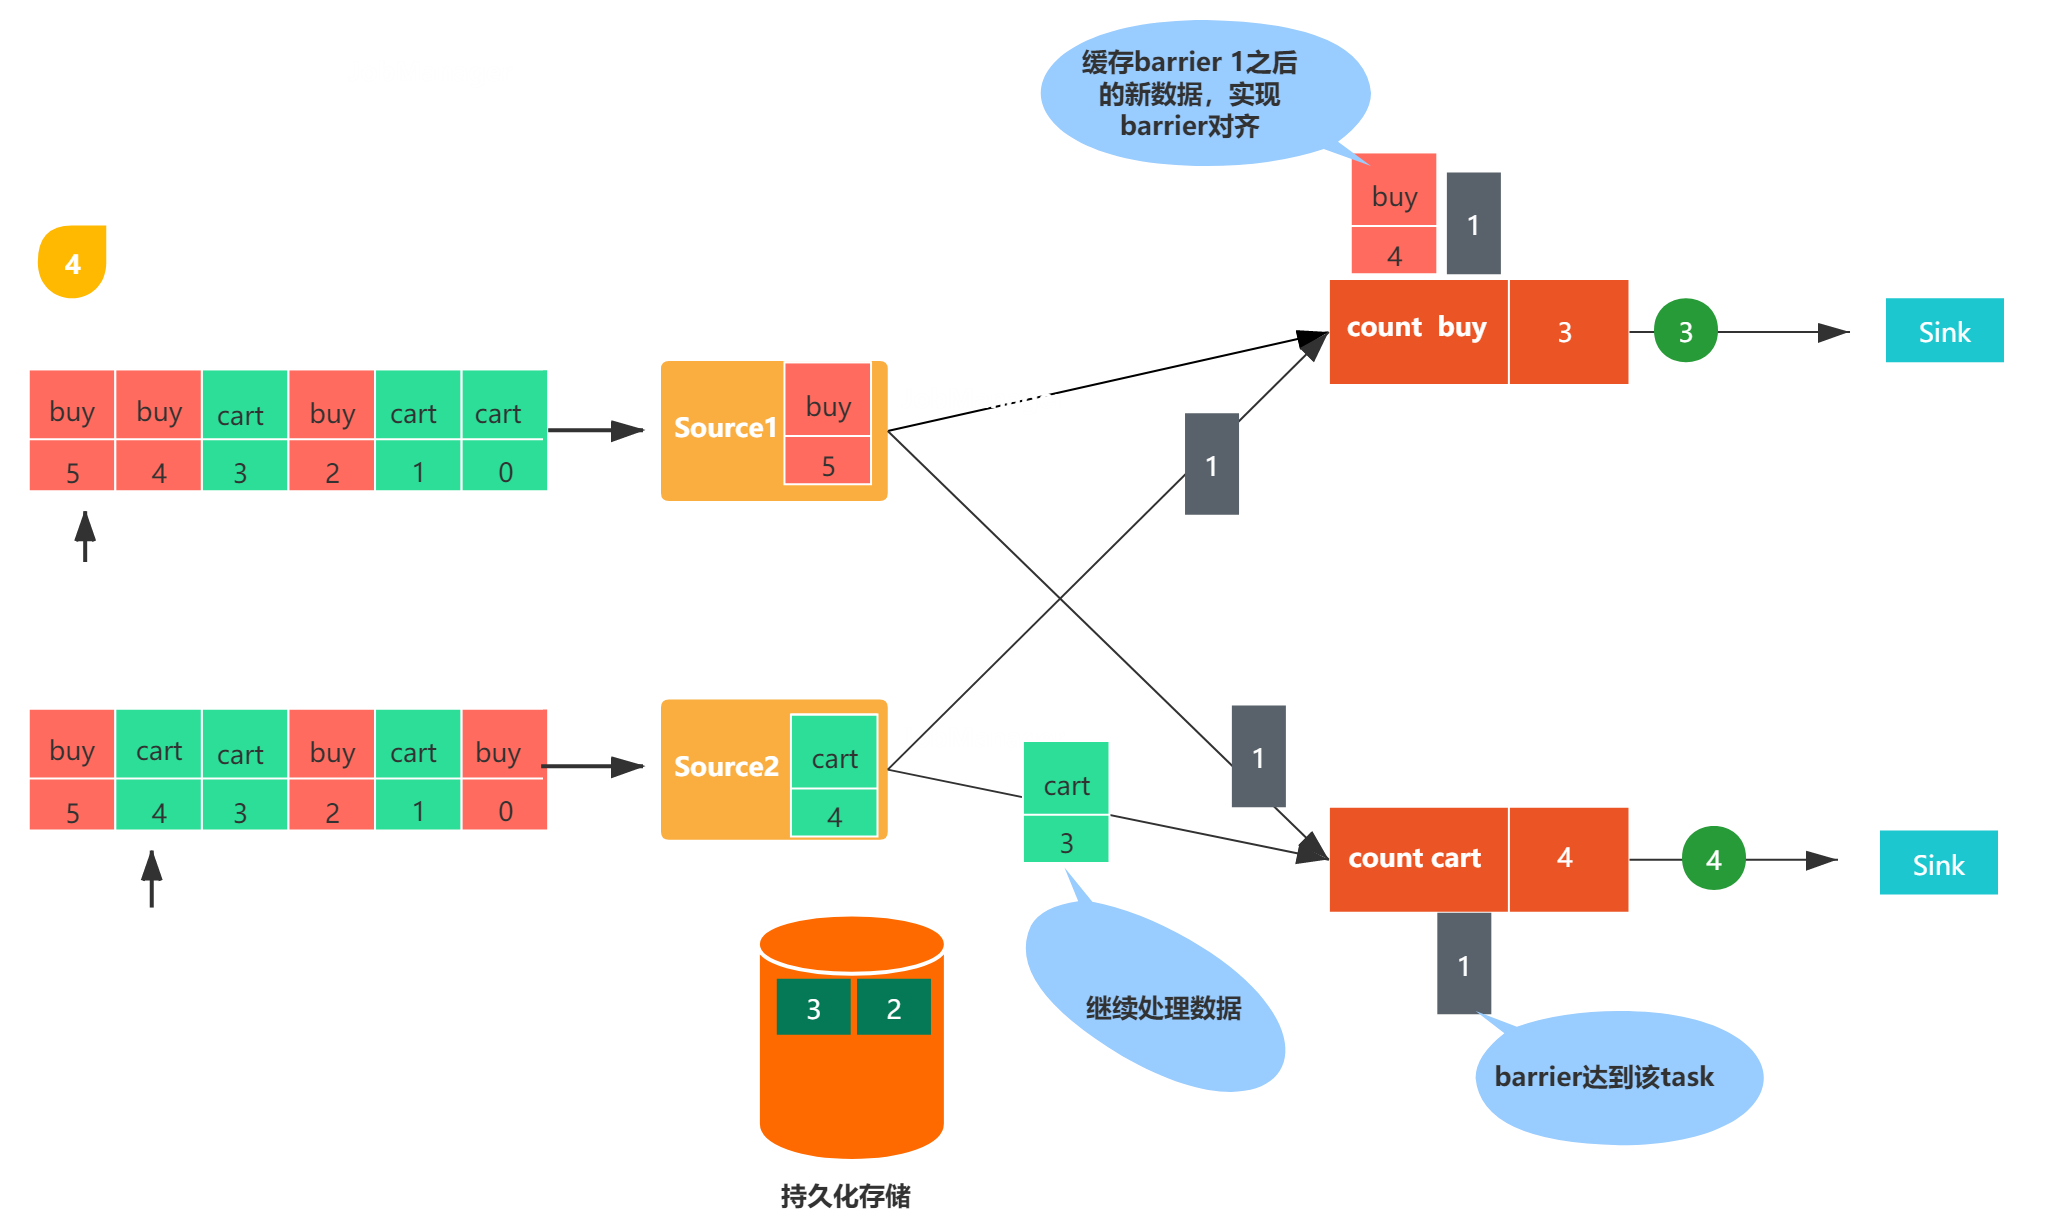 缓存barrier 1之后
的新数据，实现
barrier对齐
buy
4
1
4
count  buy
3
3
Sink
buy buy cart buy cart cart
5 4 3 2 1 0
Source1
buy
5
1
1
buy cart cart buy cart buy
5 4 3 2 1 0
Source2
cart
4
cart
3
count cart
4
4
Sink
1
3 2
继续处理数据
barrier达到该task
持久化存储